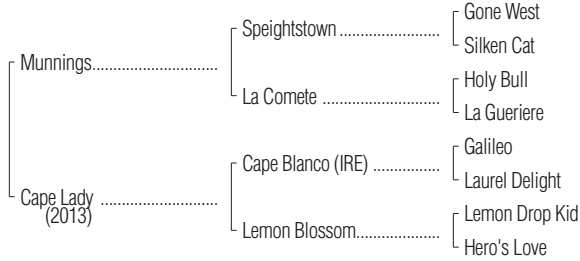 Gone West
Speightstown ...................
Silken Cat
Munnings.........................
Holy Bull
La Comete .......................
La Gueriere
Galileo
Cape Blanco (IRE) ..............
Laurel Delight
Cape Lady .......................
(2013)
Lemon Drop Kid
Lemon Blossom.................
Hero's Love